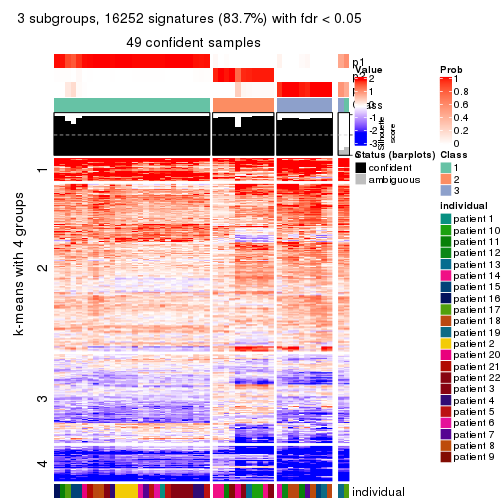 3 subgroups, 16252 signatures (83.7%) with fdr < 0.05
49 confident samples
p1
Value
2
1
0
-1
-2
-3
Silhouette
score
Prob
1
0.8
0.6
0.4
0.2
0
Status (barplots)
confident
ambiguous
Class
1
2
3
individual
patient 1
patient 10
patient 11
patient 12
patient 13
patient 14
patient 15
patient 16
patient 17
patient 18
patient 19
patient 2
patient 20
patient 21
patient 22
patient 3
patient 4
patient 5
patient 6
patient 7
patient 8
patient 9
k-means with 4 groups
1
2
3
4
individual